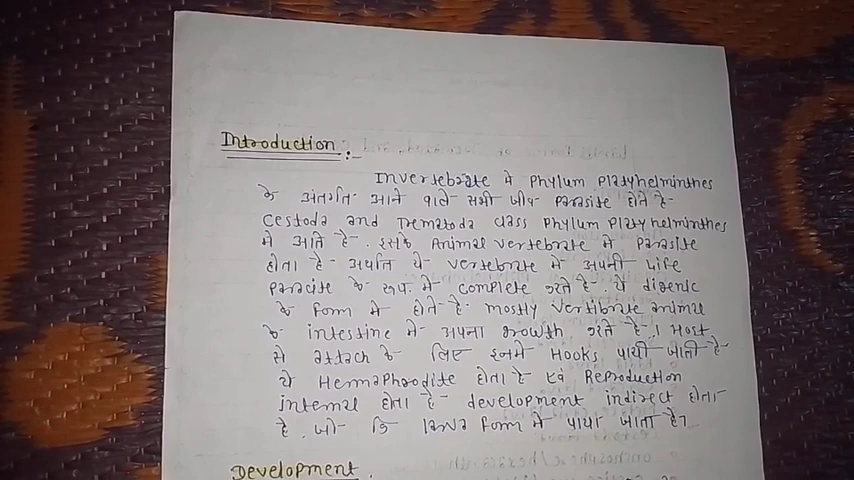 Introduction :-
Invertebrate मे Phylum Platyhelminthes
के अंतर्गत आने वाले सभी जीव Parasite होते है-
Cestoda and Trematoda class Phylum Platyhelminthes
मे आते है. इसके Animal vertebrate मे Parasite
होता है- अर्थात ये vertebrate मे अपनी life
Paracite के रूप. मे complete करते है- ये digenic
के Form मे होते है- mostly vertibrate animal
के intestine मे अपना growth करते है। Host
से attach के लिए इनमे Hooks पायी जाती है-
ये Hermaphrodite होता है एवं Reproduction
internal होता है- development indirect होता
है. जो कि larva Form मे पाया जाता है।
Development.